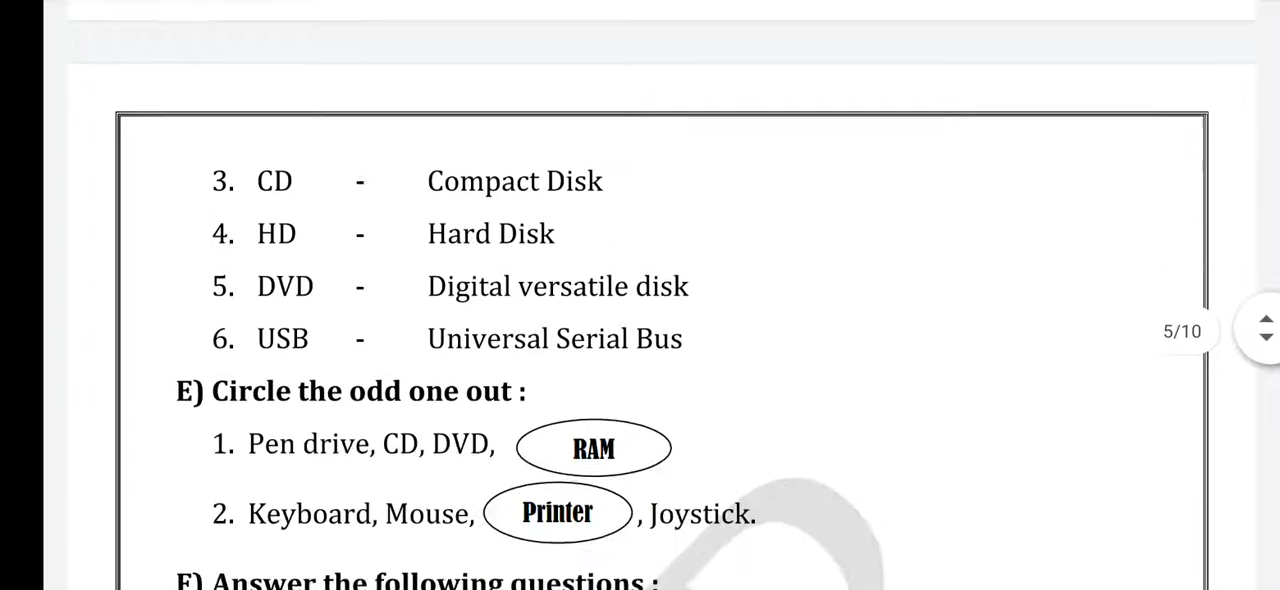 3. CD - Compact Disk
4. HD - Hard Disk
5. DVD - Digital versatile disk
6. USB - Universal Serial Bus
5/10
E) Circle the odd one out :
1. Pen drive, CD, DVD, RAM
2. Keyboard, Mouse, Printer , Joystick.
F) Answer the following questions :